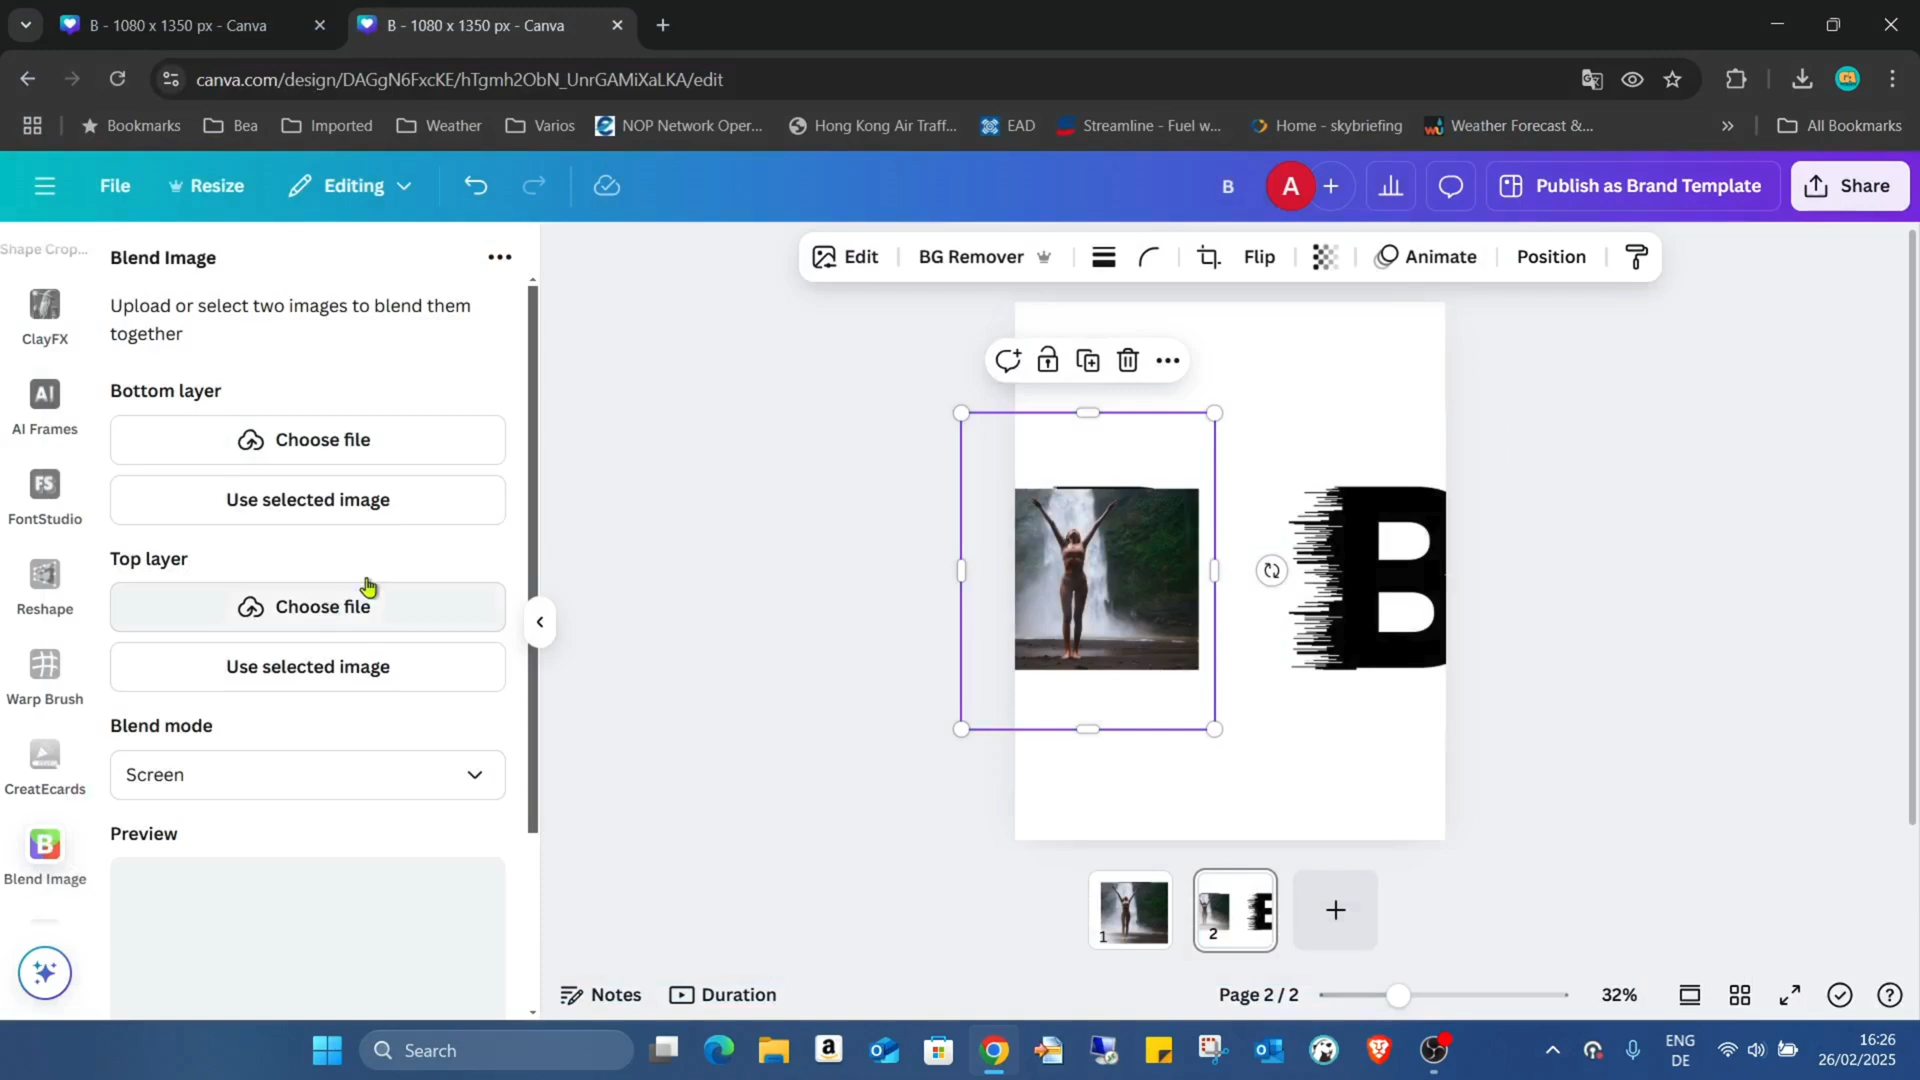 B - 1080 x 1350 px - Canva
B - 1080 x 1350 px - Canva
canva.com/design/DAGgN6FxcKE/hTgmh2ObN_UnrGAMiXaLKA/edit
Bookmarks
Bea
Imported
Weather
Varios
NOP Network Oper...
Hong Kong Air Traff...
EAD
Streamline - Fuel w...
Home - skybriefing
Weather Forecast &...
All Bookmarks
File
Resize
Editing
B
A
Publish as Brand Template
Share
Shape Crop...
ClayFX
AI
AI Frames
FS
FontStudio
Reshape
Warp Brush
CreatEcards
B
Blend Image
Blend Image
Upload or select two images to blend them
together
Bottom layer
Choose file
Use selected image
Top layer
Choose file
Use selected image
Blend mode
Screen
Preview
Edit
BG Remover
Flip
Animate
Position
B
1
2
Notes
Duration
Page 2 / 2
32%
Search
ENG
DE
16:26
26/02/2025